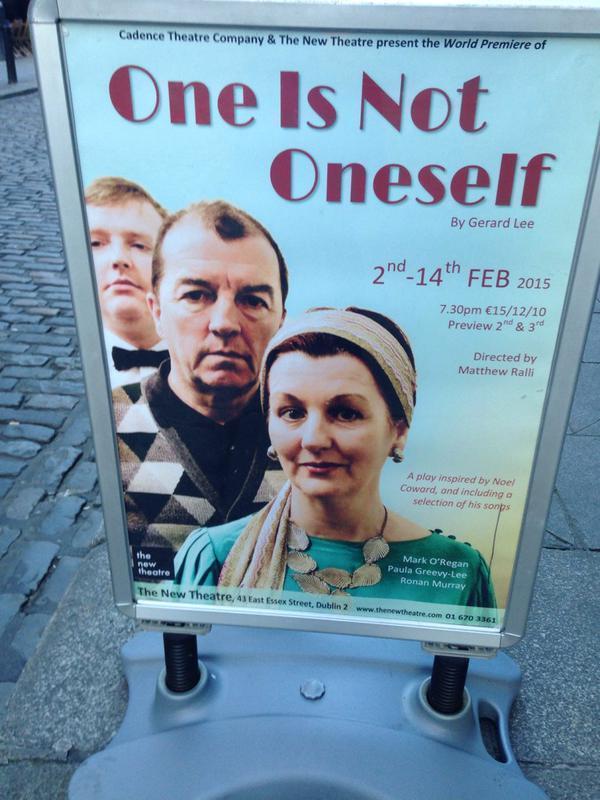 Cadence Theatre Company & The New Theatre present the World Premiere of
One Is Not
Oneself
By Gerard Lee
2nd-14th FEB 2015
7.30pm €15/12/10
Preview 2nd & 3rd
Directed by
Matthew Ralli
A play inspired by Noel
Coward, and including a
selection of his songs
Mark O'Regan
Paula Greevy-Lee
Ronan Murray
the
new
theatre
The New Theatre, 43 East Essex Street, Dublin 2 www.thenewtheatre.com 01 670 3361